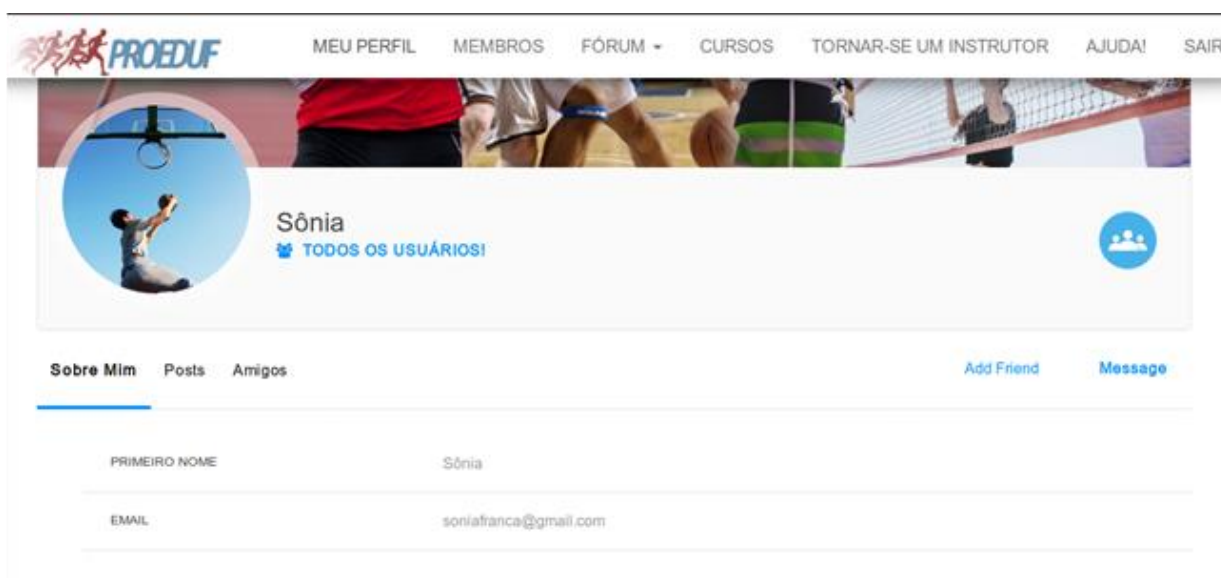 PROEDUF MEU PERFIL MEMBROS FÓRUM CURSOS TORNAR-SE UM INSTRUTOR AJUDA! SAIR
Sônia
TODOS OS USUÁRIOS!
Sobre Mim Posts Amigos Add Friend Message
PRIMEIRO NOME Sônia
EMAIL soniafranca@gmail.com